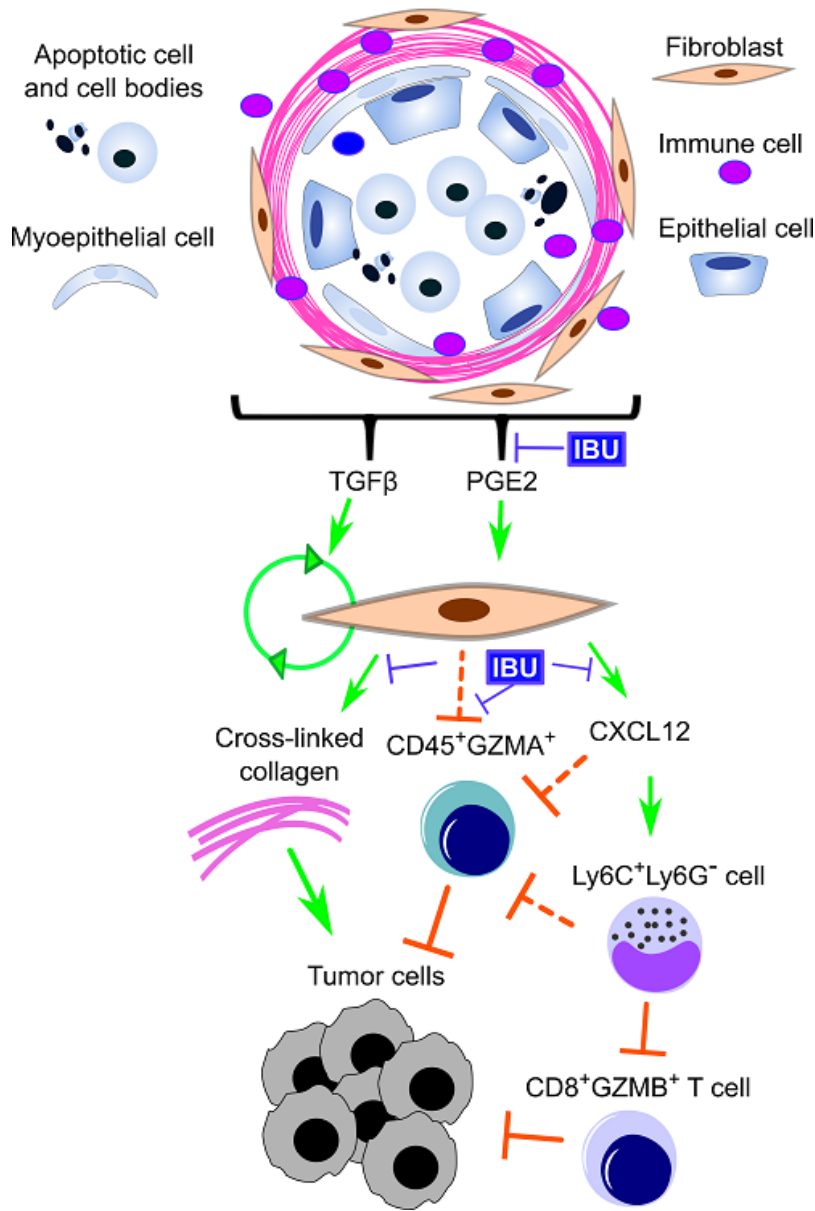 Apoptotic cell
and cell bodies
Myoepithelial cell
Fibroblast
Immune cell
Epithelial cell
IBU
TGFβ
PGE2
IBU
Cross-linked
collagen
CD45⁺GZMA⁺
CXCL12
Ly6C⁺Ly6G⁻ cell
Tumor cells
CD8⁺GZMB⁺ T cell